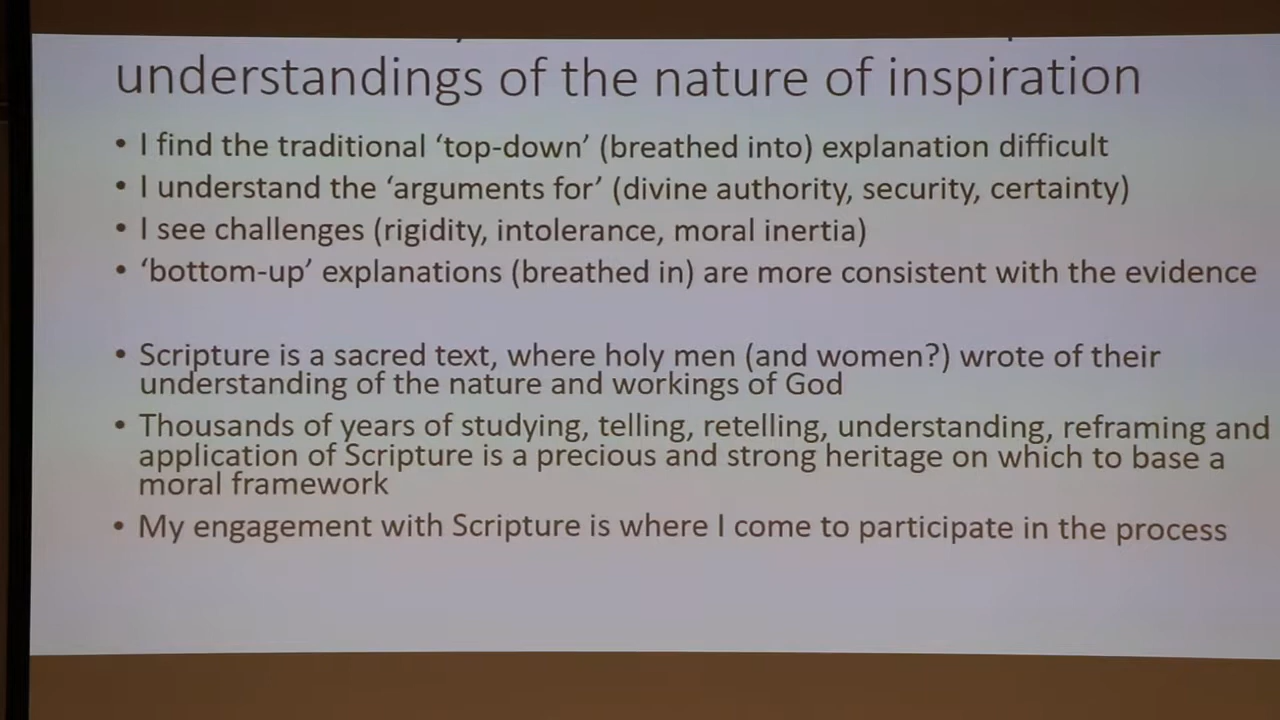 understandings of the nature of inspiration
• I find the traditional ‘top-down’ (breathed into) explanation difficult
• I understand the ‘arguments for’ (divine authority, security, certainty)
• I see challenges (rigidity, intolerance, moral inertia)
• ‘bottom-up’ explanations (breathed in) are more consistent with the evidence
• Scripture is a sacred text, where holy men (and women?) wrote of their
understanding of the nature and workings of God
• Thousands of years of studying, telling, retelling, understanding, reframing and
application of Scripture is a precious and strong heritage on which to base a
moral framework
• My engagement with Scripture is where I come to participate in the process